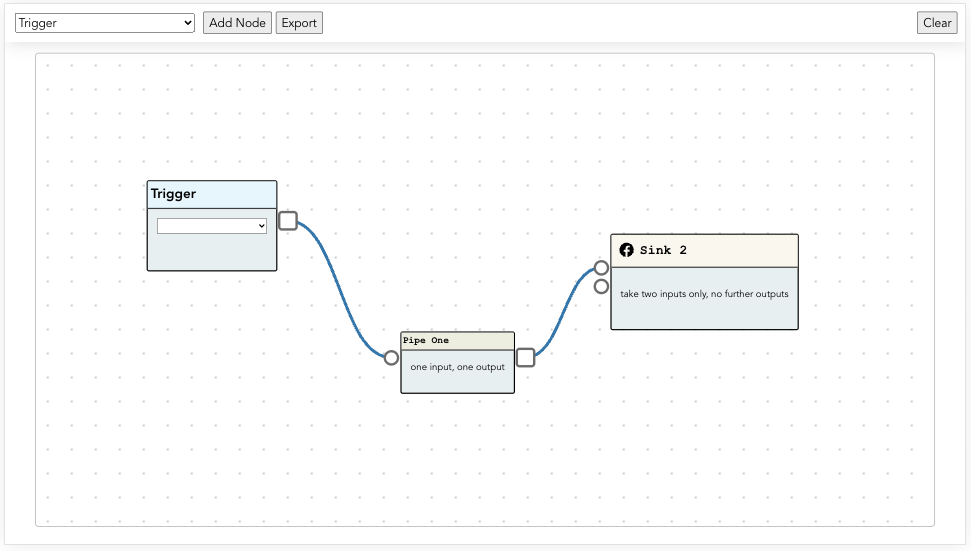 Trigger
Add Node
Export
Clear
Trigger
Sink 2
take two inputs only, no further outputs
Pipe One
one input, one output